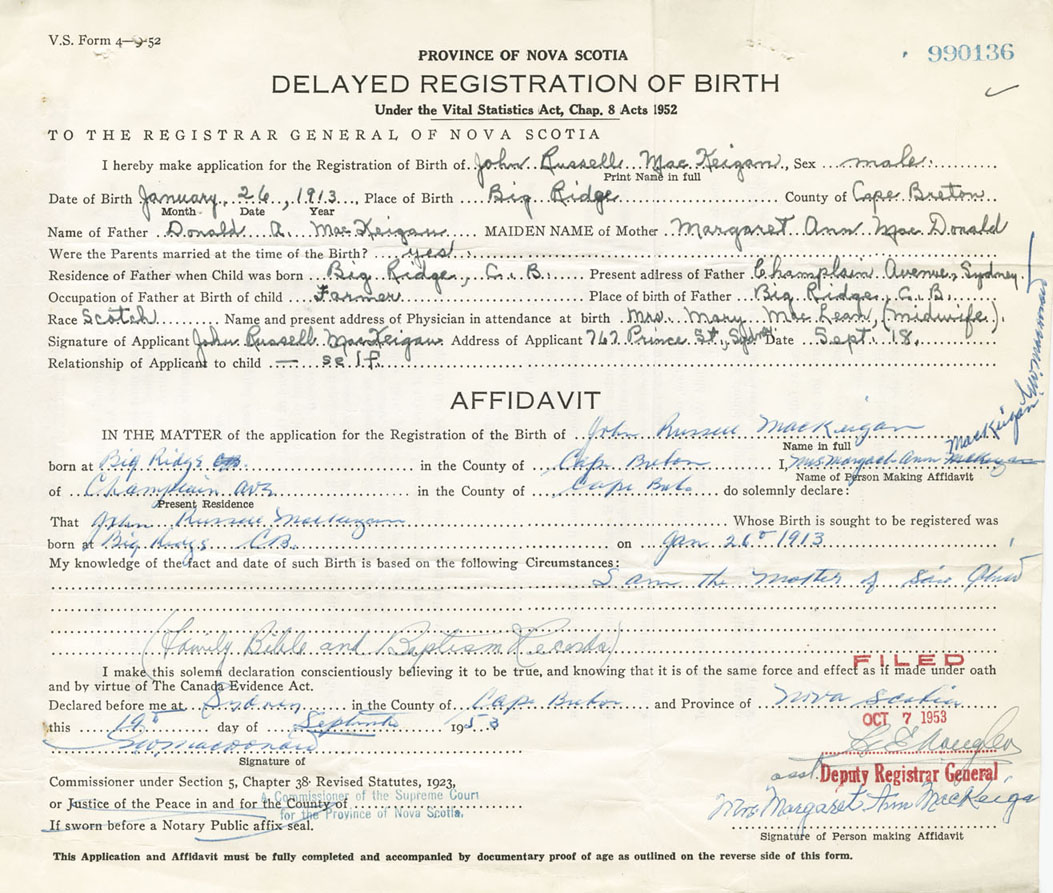 V.S. Form 4—9-52
990136
PROVINCE OF NOVA SCOTIA
DELAYED REGISTRATION OF BIRTH
Under the Vital Statistics Act, Chap. 8 Acts 1952
TO THE REGISTRAR GENERAL OF NOVA SCOTIA
I hereby make application for the Registration of Birth of John Russell MacKeigan, Sex male
Print Name in full
Date of Birth January 26, 1913, Place of Birth Big Ridge County of Cape Breton
Month Date Year
Name of Father Donald A. MacKeigan MAIDEN NAME of Mother Margaret Ann MacDonald
Were the Parents married at the time of the Birth? yes
Residence of Father when Child was born Big Ridge, C.B. Present address of Father Champlain Avenue, Sydney
Occupation of Father at Birth of child Farmer Place of birth of Father Big Ridge, C.B.
Race Scotch Name and present address of Physician in attendance at birth Mrs. Mary MacLean, (midwife).
Signature of Applicant John Russell MacKeigan Address of Applicant 767 Prince St., Syd. Date Sept. 18,
Relationship of Applicant to child — self
AFFIDAVIT
IN THE MATTER of the application for the Registration of the Birth of John Russell MacKeigan
Name in full
MacKeigan
born at Big Ridge CB in the County of Cape Breton I, Mrs Margaret Ann MacKeigan
Name of Person Making Affidavit
of Champlain Ave in the County of Cape Breton do solemnly declare:
Present Residence
That John Russell MacKeigan Whose Birth is sought to be registered was
born at Big Ridge CB. on Jan. 26th 1913
My knowledge of the fact and date of such Birth is based on the following Circumstances:
I am the Mother of said Child
(Family Bible and Baptism Records)
I make this solemn declaration conscientiously believing it to be true, and knowing that it is of the same force and effect as if made under oath
and by virtue of The Canada Evidence Act.
FILED
Declared before me at Sydney in the County of Cape Breton and Province of Nova Scotia
this 19th day of September 1953
OCT 7 1953
Signature of
asst. Deputy Registrar General
Commissioner under Section 5, Chapter 38 Revised Statutes, 1923,
or Justice of the Peace in and for the County of
A Commissioner of the Supreme Court
for the Province of Nova Scotia.
Mrs. Margaret Ann MacKeigan
If sworn before a Notary Public affix seal.
Signature of Person making Affidavit
This Application and Affidavit must be fully completed and accompanied by documentary proof of age as outlined on the reverse side of this form.